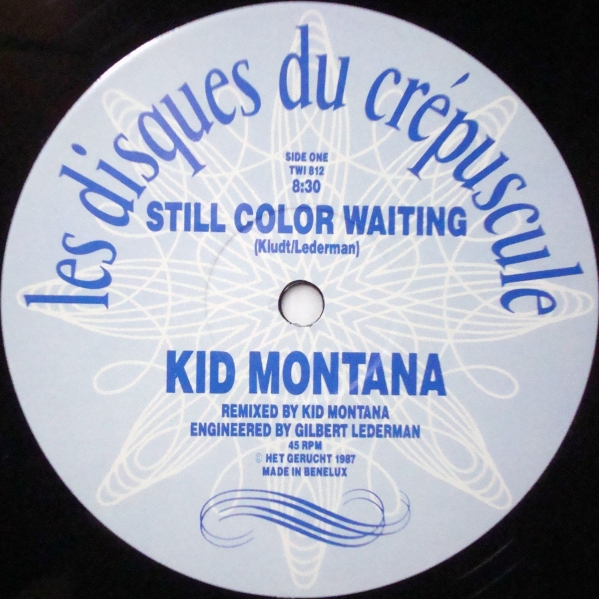 les disques du crépuscule
SIDE ONE
TWI 812
8:30
STILL COLOR WAITING
(Kludt/Lederman)
KID MONTANA
REMIXED BY KID MONTANA
ENGINEERED BY GILBERT LEDERMAN
45 RPM
© HET GERUCHT 1987
MADE IN BENELUX